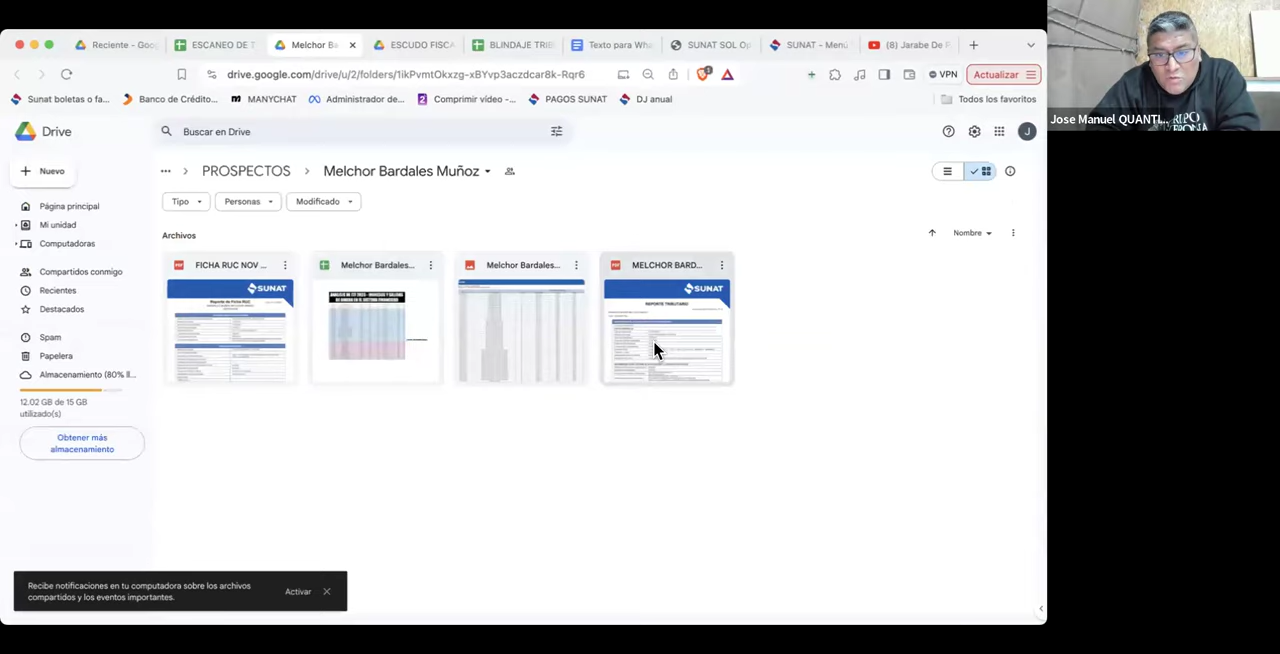 Reciente - Goo
ESCANEO DE T
Melchor Ba
ESCUDO FISCA
BLINDAJE TRIB
Texto para Wha
SUNAT SOL Op
SUNAT - Menú
(8) Jarabe De P
drive.google.com/drive/u/2/folders/1ikPvmtOkxzg-xBYvp3aczdcar8k-Rqr6
VPN
Actualizar
Sunat boletas o fa...
Banco de Crédito...
MANYCHAT
Administrador de...
Comprimir vídeo -...
PAGOS SUNAT
DJ anual
Todos los favoritos
Jose Manuel QUANTI...
Drive
Buscar en Drive
J
Nuevo
PROSPECTOS
Melchor Bardales Muñoz
Tipo
Personas
Modificado
Página principal
Mi unidad
Computadoras
Archivos
Nombre
FICHA RUC NOV ...
Melchor Bardales...
Melchor Bardales...
MELCHOR BARD...
SUNAT
Reporte de Ficha RUC
SUNAT
REPORTE TRIBUTARIO
Compartidos conmigo
Recientes
Destacados
Spam
Papelera
Almacenamiento (80% ll...
12.02 GB de 15 GB
utilizado(s)
Obtener más
almacenamiento
Recibe notificaciones en tu computadora sobre los archivos
compartidos y los eventos importantes.
Activar